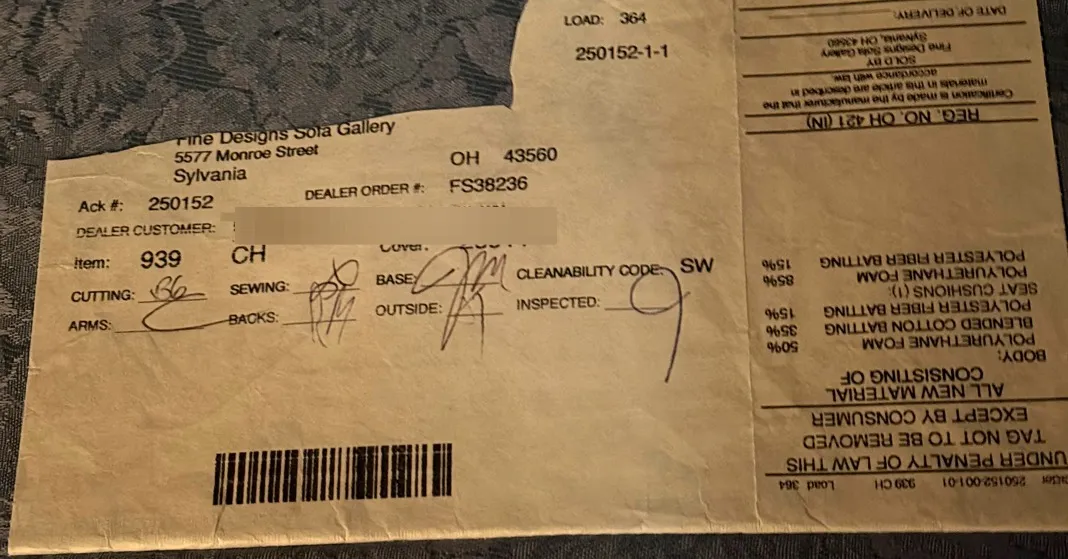 LOAD: 364
250152-1-1
Fine Designs Sofa Gallery
5577 Monroe Street
Sylvania OH 43560
Ack #: 250152 DEALER ORDER #: FS38236
DEALER CUSTOMER:
Item: 939 CH Cover:
CUTTING: SEWING: BASE: CLEANABILITY CODE: SW
ARMS: BACKS: OUTSIDE: INSPECTED:
250152-001-01 939 CH Load 364
UNDER PENALTY OF LAW THIS
TAG NOT TO BE REMOVED
EXCEPT BY CONSUMER
ALL NEW MATERIAL
CONSISTING OF
BODY:
POLYURETHANE FOAM 50%
BLENDED COTTON BATTING 35%
POLYESTER FIBER BATTING 15%
SEAT CUSHIONS (1):
POLYURETHANE FOAM 85%
POLYESTER FIBER BATTING 15%
REG. NO. OH 421 (IN)
Certification is made by the manufacturer that the
materials in this article are described in
accordance with law.
SOLD BY
Fine Designs Sofa Gallery
Sylvania, OH 43560
DATE OF DELIVERY: